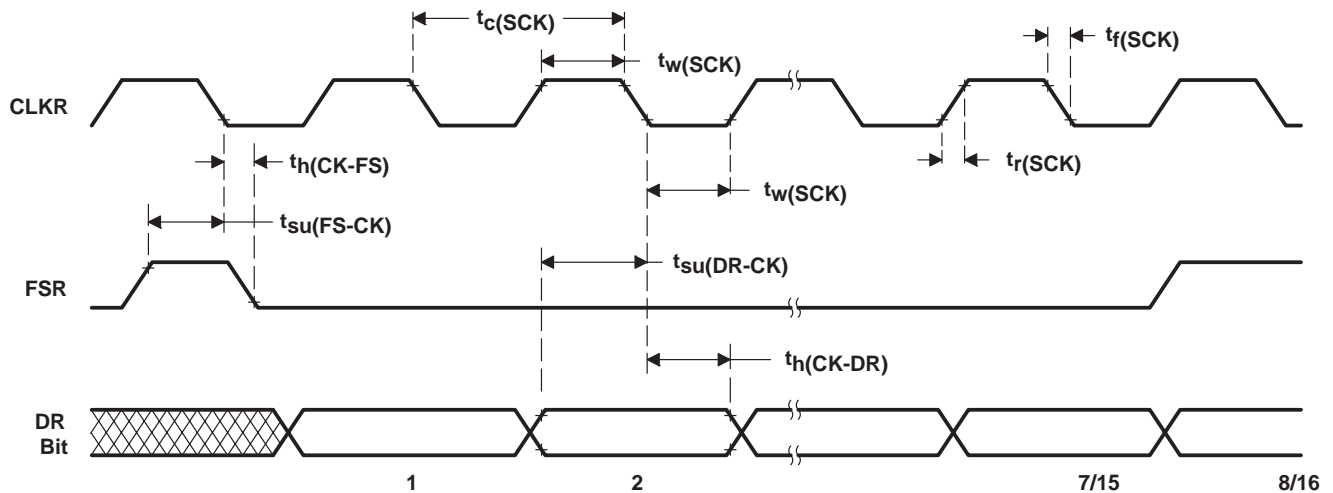 tc(SCK)
tf(SCK)
tw(SCK)
CLKR
th(CK-FS)
tr(SCK)
tw(SCK)
tsu(FS-CK)
tsu(DR-CK)
FSR
th(CK-DR)
DR
Bit
1 2 7/15 8/16